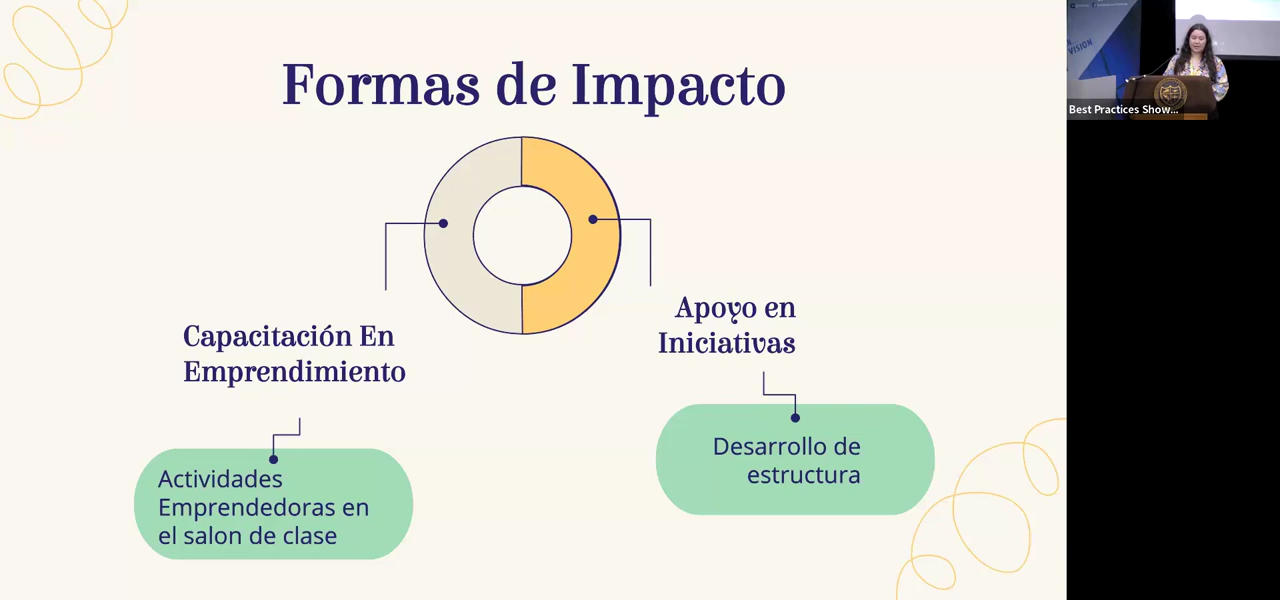 Formas de Impacto
Capacitación En
Emprendimiento
Apoyo en
Iniciativas
Actividades
Emprendedoras en
el salon de clase
Desarrollo de
estructura
VISION
Best Practices Show...